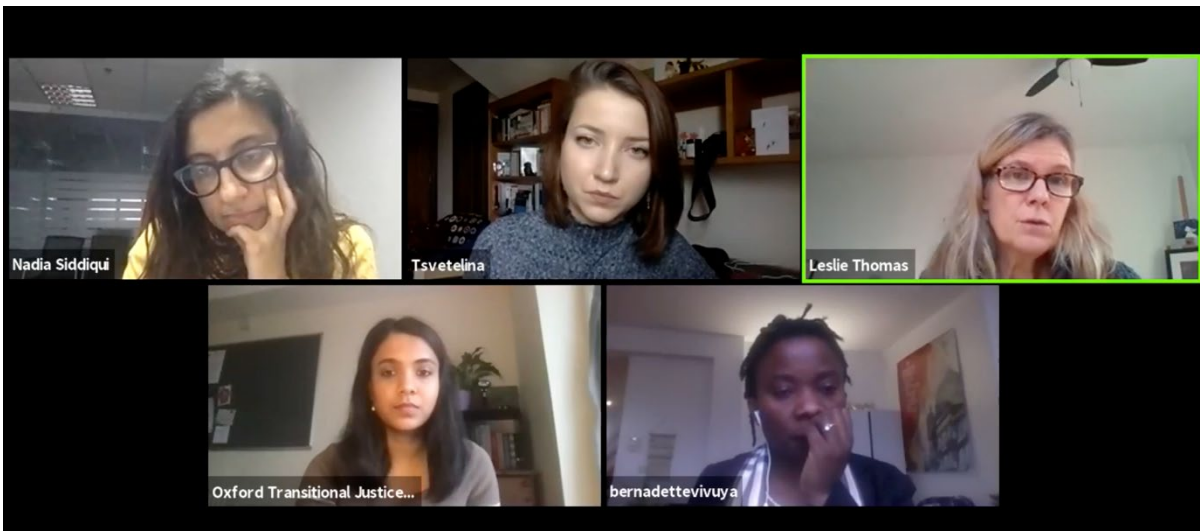 Nadia Siddiqui
Tsvetelina
Leslie Thomas
Oxford Transitional Justice...
bernadettevivuya